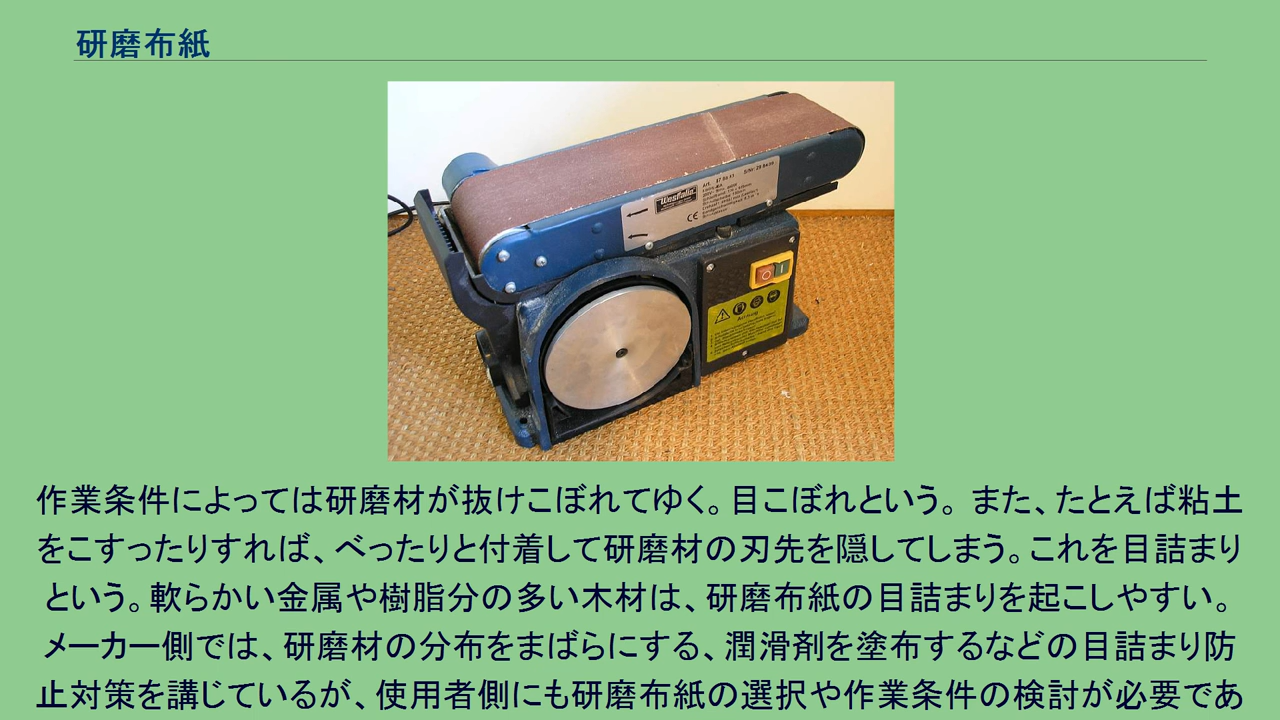 研磨布紙
Westfalia
CE
Achtung
作業条件によっては研磨材が抜けこぼれてゆく。目こぼれという。 また、たとえば粘土
をこすったりすれば、べったりと付着して研磨材の刃先を隠してしまう。これを目詰まり
という。軟らかい金属や樹脂分の多い木材は、研磨布紙の目詰まりを起こしやすい。
メーカー側では、研磨材の分布をまばらにする、潤滑剤を塗布するなどの目詰まり防
止対策を講じているが、使用者側にも研磨布紙の選択や作業条件の検討が必要であ